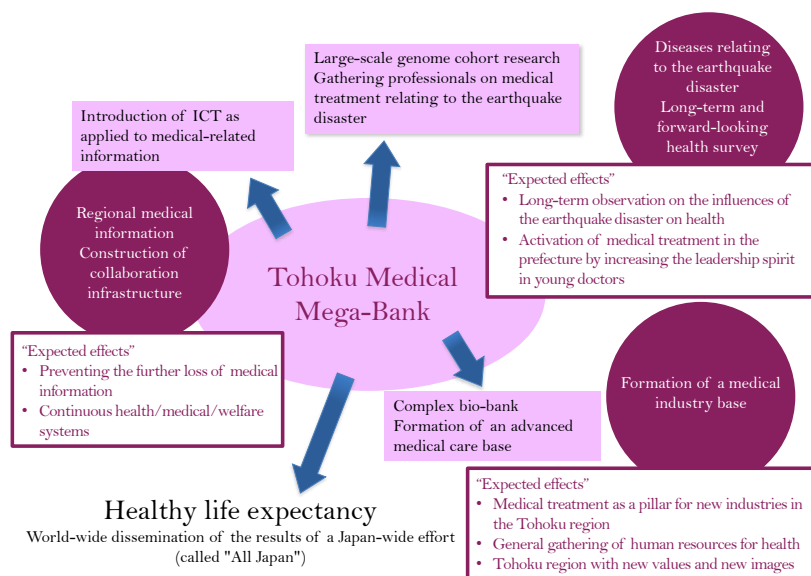 Large-scale genome cohort research
Gathering professionals on medical
treatment relating to the earthquake
disaster
Diseases relating
to the earthquake
disaster
Long-term and
forward-looking
health survey
Introduction of ICT as
applied to medical-related
information
"Expected effects"
• Long-term observation on the influences of
the earthquake disaster on health
• Activation of medical treatment in the
prefecture by increasing the leadership spirit
in young doctors
Regional medical
information
Construction of
collaboration
infrastructure
Tohoku Medical
Mega-Bank
"Expected effects"
• Preventing the further loss of medical
information
• Continuous health/medical/welfare
systems
Formation of a medical
industry base
Complex bio-bank
Formation of an advanced
medical care base
"Expected effects"
• Medical treatment as a pillar for new industries in
the Tohoku region
• General gathering of human resources for health
• Tohoku region with new values and new images
Healthy life expectancy
World-wide dissemination of the results of a Japan-wide effort
(called "All Japan")